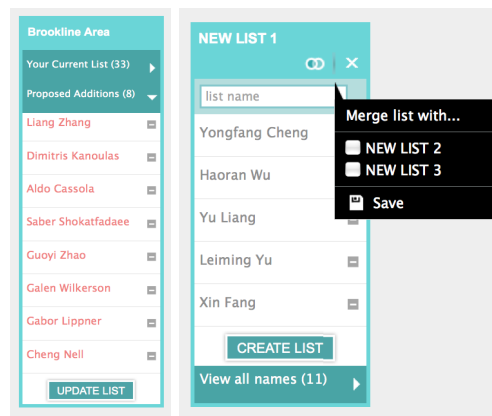 Brookline Area
Your Current List (33)
Proposed Additions (8)
Liang Zhang
Dimitris Kanoulas
Aldo Cassola
Saber Shokatfadaee
Guoyi Zhao
Galen Wilkerson
Gabor Lippner
Cheng Nell
UPDATE LIST
NEW LIST 1
list name
Yongfang Cheng
Haoran Wu
Yu Liang
Leiming Yu
Xin Fang
CREATE LIST
View all names (11)
Merge list with...
NEW LIST 2
NEW LIST 3
Save